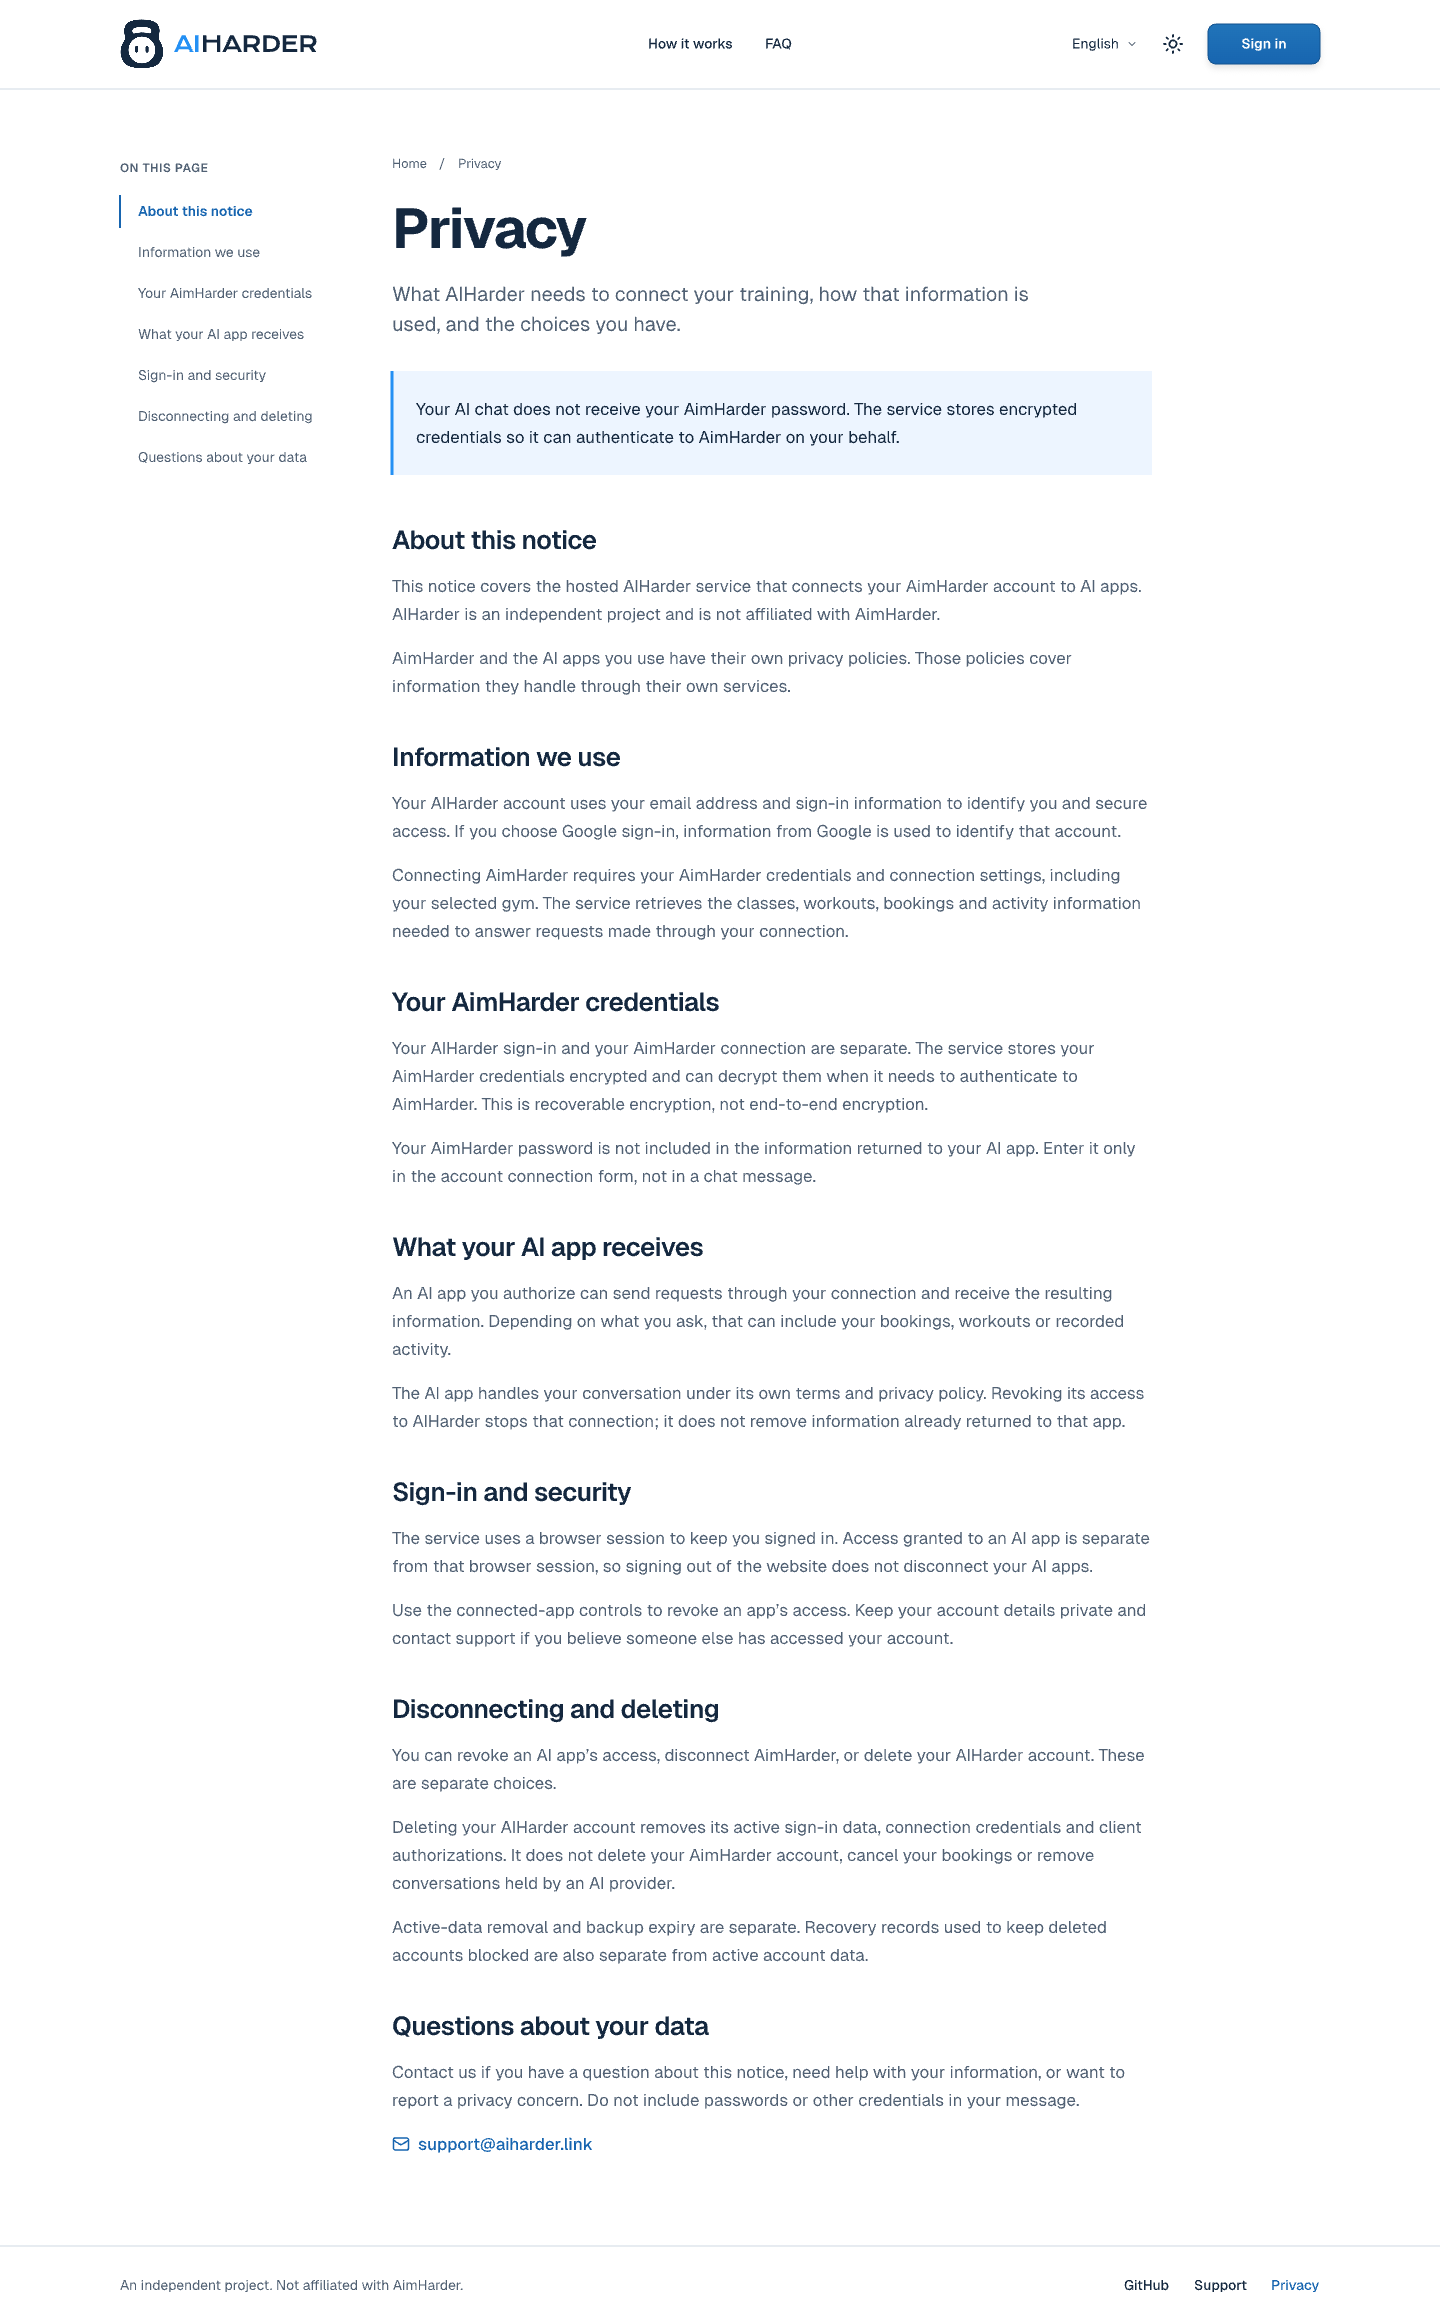 AIHARDER
How it works
FAQ
English
Sign in
ON THIS PAGE
About this notice
Information we use
Your AimHarder credentials
What your AI app receives
Sign-in and security
Disconnecting and deleting
Questions about your data
Home / Privacy
Privacy
What AIHarder needs to connect your training, how that information is
used, and the choices you have.
Your AI chat does not receive your AimHarder password. The service stores encrypted
credentials so it can authenticate to AimHarder on your behalf.
About this notice
This notice covers the hosted AIHarder service that connects your AimHarder account to AI apps.
AIHarder is an independent project and is not affiliated with AimHarder.
AimHarder and the AI apps you use have their own privacy policies. Those policies cover
information they handle through their own services.
Information we use
Your AIHarder account uses your email address and sign-in information to identify you and secure
access. If you choose Google sign-in, information from Google is used to identify that account.
Connecting AimHarder requires your AimHarder credentials and connection settings, including
your selected gym. The service retrieves the classes, workouts, bookings and activity information
needed to answer requests made through your connection.
Your AimHarder credentials
Your AIHarder sign-in and your AimHarder connection are separate. The service stores your
AimHarder credentials encrypted and can decrypt them when it needs to authenticate to
AimHarder. This is recoverable encryption, not end-to-end encryption.
Your AimHarder password is not included in the information returned to your AI app. Enter it only
in the account connection form, not in a chat message.
What your AI app receives
An AI app you authorize can send requests through your connection and receive the resulting
information. Depending on what you ask, that can include your bookings, workouts or recorded
activity.
The AI app handles your conversation under its own terms and privacy policy. Revoking its access
to AIHarder stops that connection; it does not remove information already returned to that app.
Sign-in and security
The service uses a browser session to keep you signed in. Access granted to an AI app is separate
from that browser session, so signing out of the website does not disconnect your AI apps.
Use the connected-app controls to revoke an app’s access. Keep your account details private and
contact support if you believe someone else has accessed your account.
Disconnecting and deleting
You can revoke an AI app’s access, disconnect AimHarder, or delete your AIHarder account. These
are separate choices.
Deleting your AIHarder account removes its active sign-in data, connection credentials and client
authorizations. It does not delete your AimHarder account, cancel your bookings or remove
conversations held by an AI provider.
Active-data removal and backup expiry are separate. Recovery records used to keep deleted
accounts blocked are also separate from active account data.
Questions about your data
Contact us if you have a question about this notice, need help with your information, or want to
report a privacy concern. Do not include passwords or other credentials in your message.
support@aiharder.link
An independent project. Not affiliated with AimHarder.
GitHub
Support
Privacy